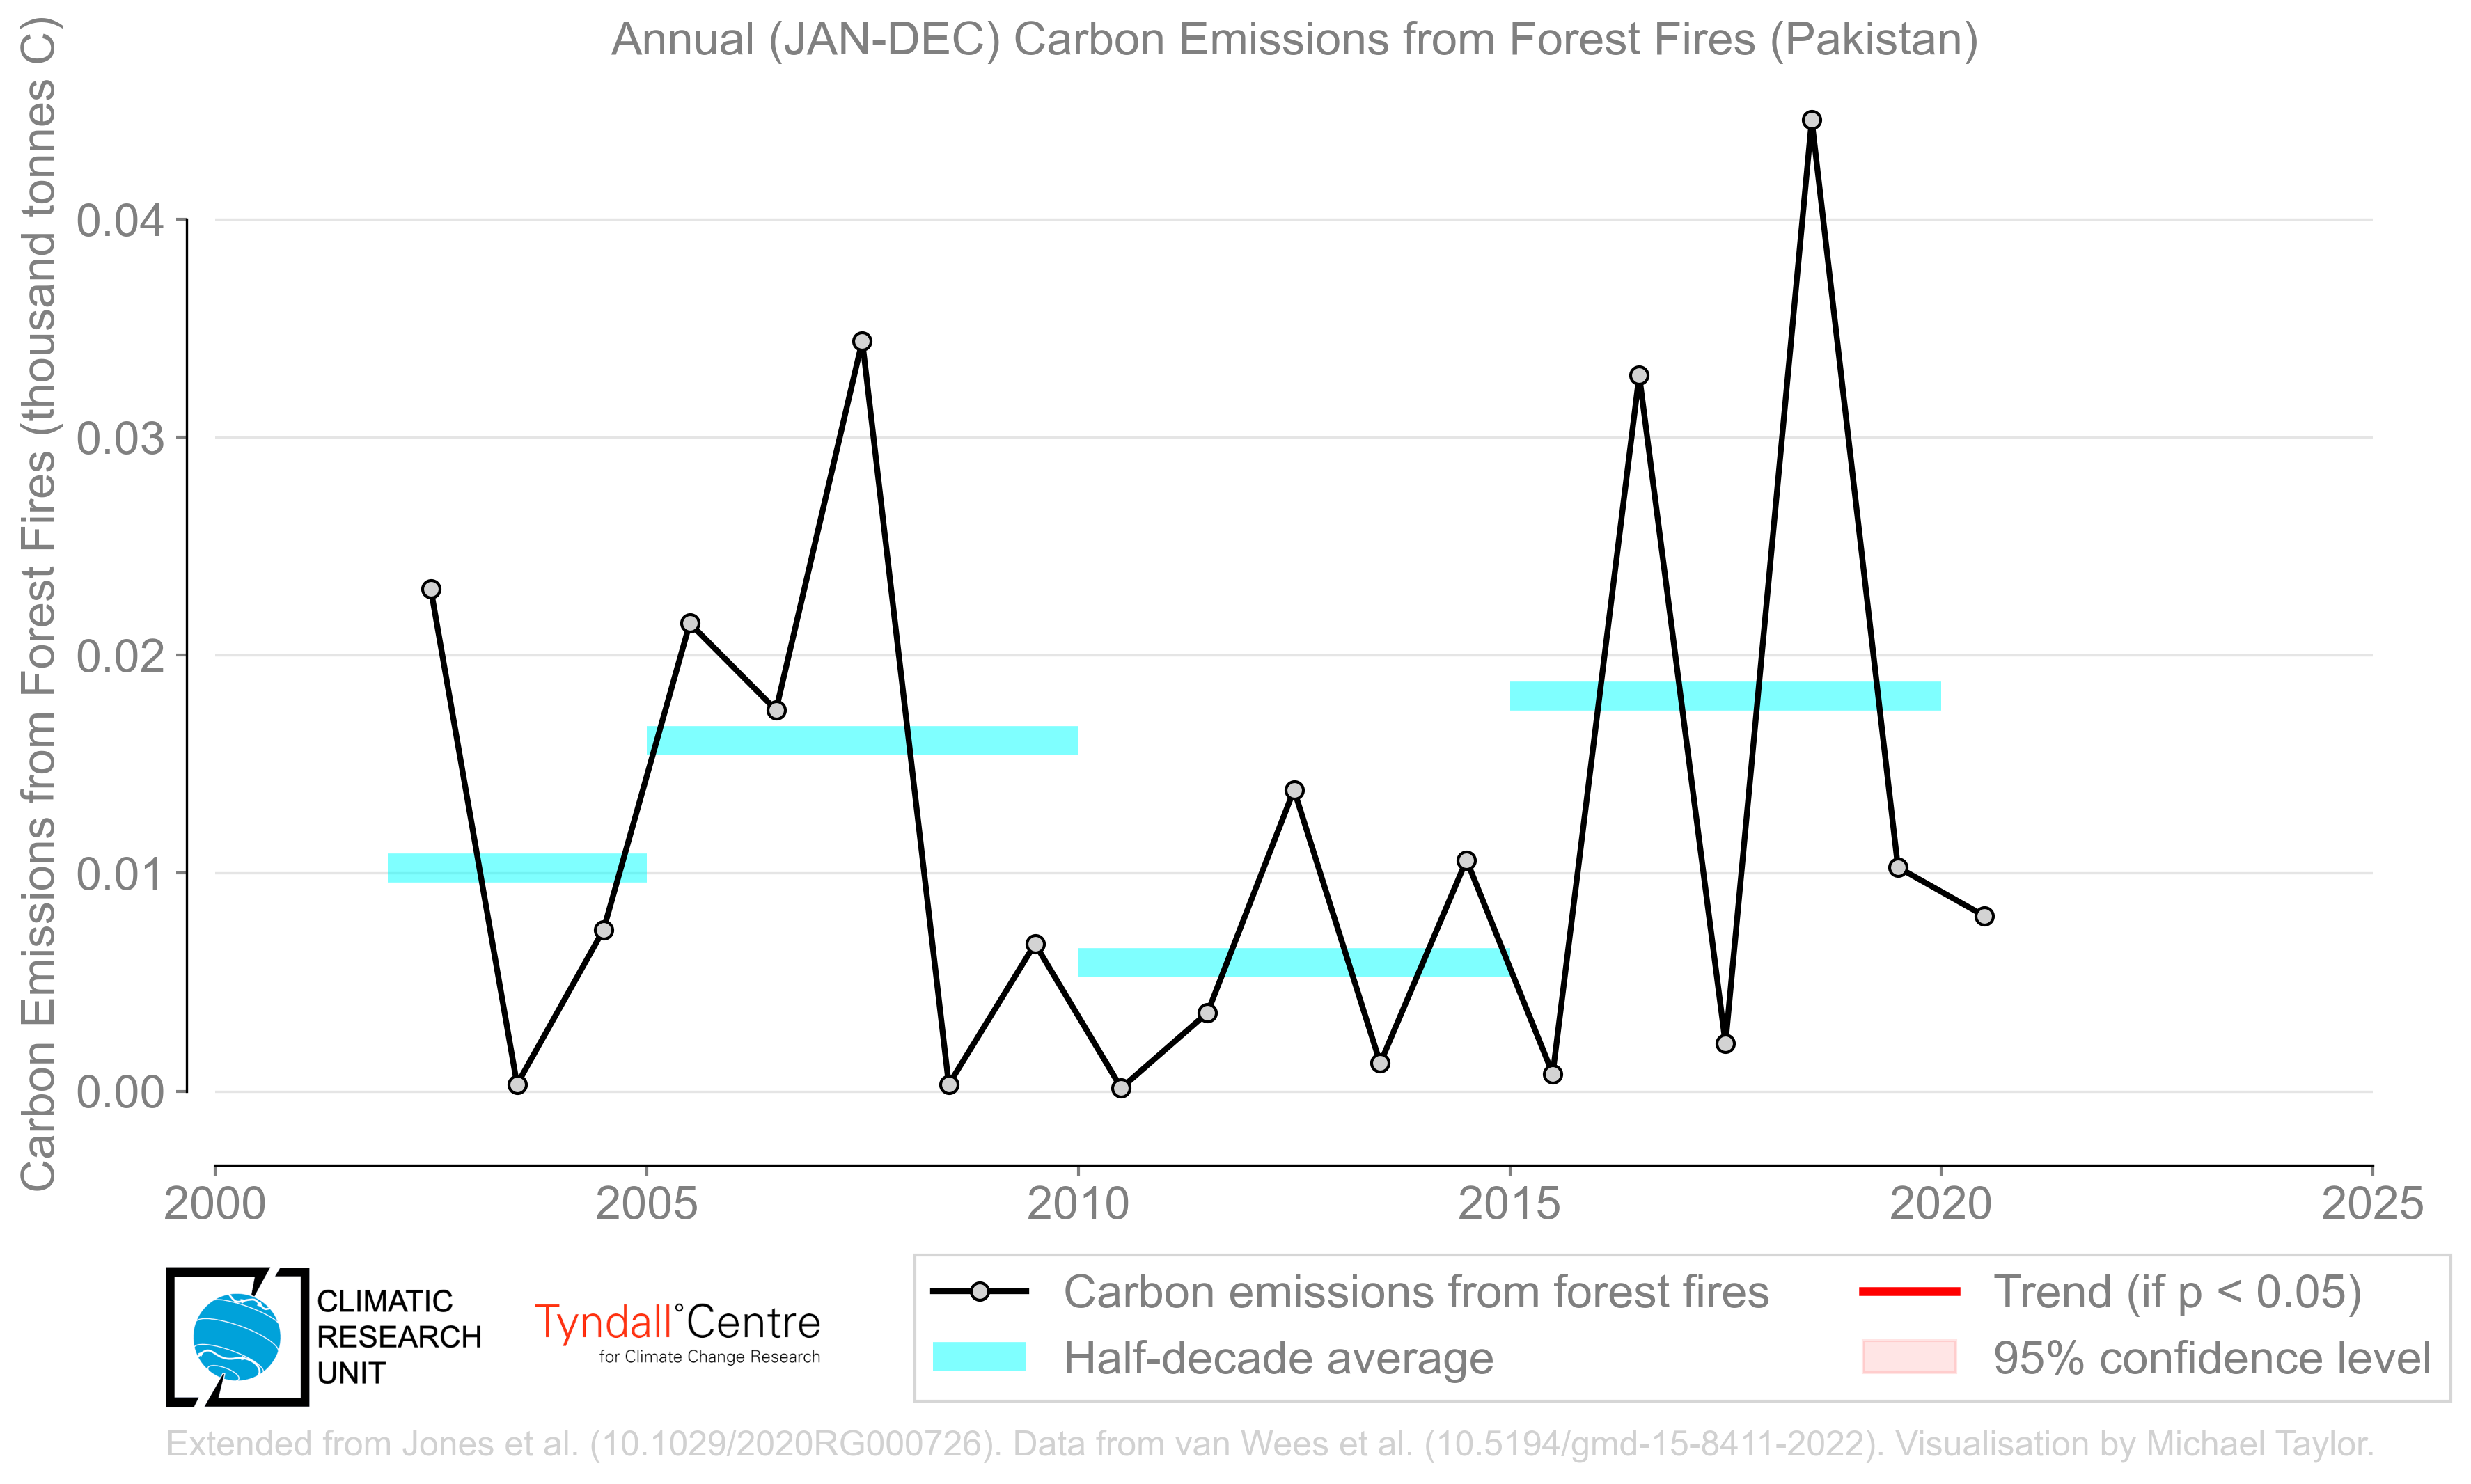 Annual (JAN-DEC) Carbon Emissions from Forest Fires (Pakistan)
Carbon Emissions from Forest Fires (thousand tonnes C)
0.04
0.03
0.02
0.01
0.00
2000 2005 2010 2015 2020 2025
CLIMATIC
RESEARCH
UNIT
Tyndall°Centre
for Climate Change Research
Carbon emissions from forest fires
Half-decade average
Trend (if p < 0.05)
95% confidence level
Extended from Jones et al. (10.1029/2020RG000726). Data from van Wees et al. (10.5194/gmd-15-8411-2022). Visualisation by Michael Taylor.